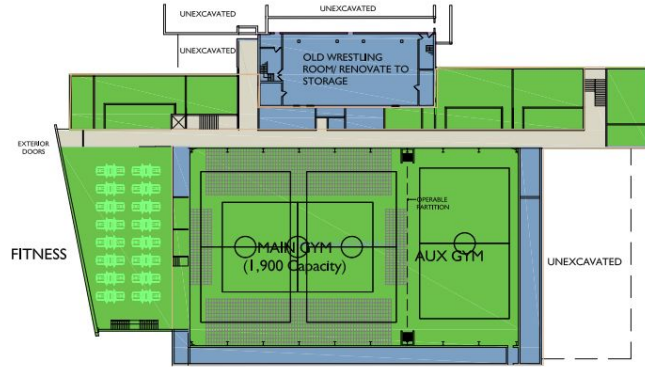 UNEXCAVATED
UNEXCAVATED
UNEXCAVATED
OLD WRESTLING
ROOM/ RENOVATE TO
STORAGE
EXTERIOR
DOORS
OPERABLE
PARTITION
FITNESS
MAIN GYM
(1,900 Capacity)
AUX GYM
UNEXCAVATED